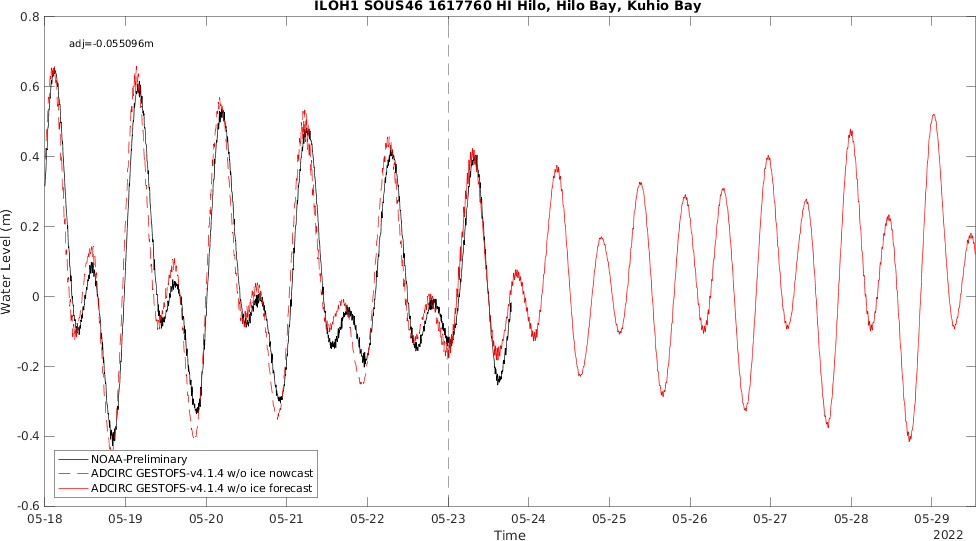 ILOH1 SOUS46 1617760 HI Hilo, Hilo Bay, Kuhio Bay
adj=-0.055096m
Water Level (m)
0.8
0.6
0.4
0.2
0
-0.2
-0.4
-0.6
NOAA-Preliminary
ADCIRC GESTOFS-v4.1.4 w/o ice nowcast
ADCIRC GESTOFS-v4.1.4 w/o ice forecast
05-18 05-19 05-20 05-21 05-22 05-23 05-24 05-25 05-26 05-27 05-28 05-29
2022
Time